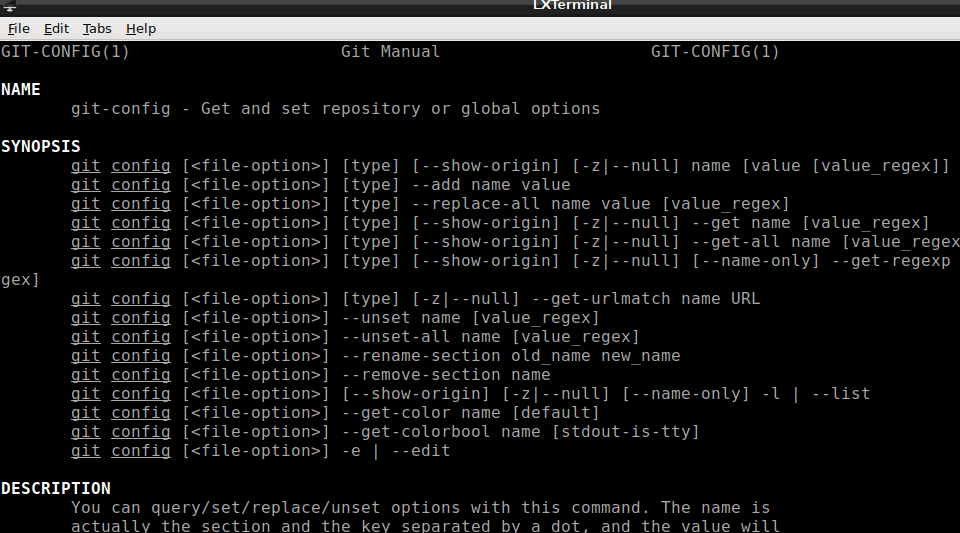 LXTerminal
File Edit Tabs Help
GIT-CONFIG(1) Git Manual GIT-CONFIG(1)
NAME
git-config - Get and set repository or global options
SYNOPSIS
git config [<file-option>] [type] [--show-origin] [-z|--null] name [value [value_regex]]
git config [<file-option>] [type] --add name value
git config [<file-option>] [type] --replace-all name value [value_regex]
git config [<file-option>] [type] [--show-origin] [-z|--null] --get name [value_regex]
git config [<file-option>] [type] [--show-origin] [-z|--null] --get-all name [value_regex
git config [<file-option>] [type] [--show-origin] [-z|--null] [--name-only] --get-regexp
gex]
git config [<file-option>] [type] [-z|--null] --get-urlmatch name URL
git config [<file-option>] --unset name [value_regex]
git config [<file-option>] --unset-all name [value_regex]
git config [<file-option>] --rename-section old_name new_name
git config [<file-option>] --remove-section name
git config [<file-option>] [--show-origin] [-z|--null] [--name-only] -l | --list
git config [<file-option>] --get-color name [default]
git config [<file-option>] --get-colorbool name [stdout-is-tty]
git config [<file-option>] -e | --edit
DESCRIPTION
You can query/set/replace/unset options with this command. The name is
actually the section and the key separated by a dot, and the value will